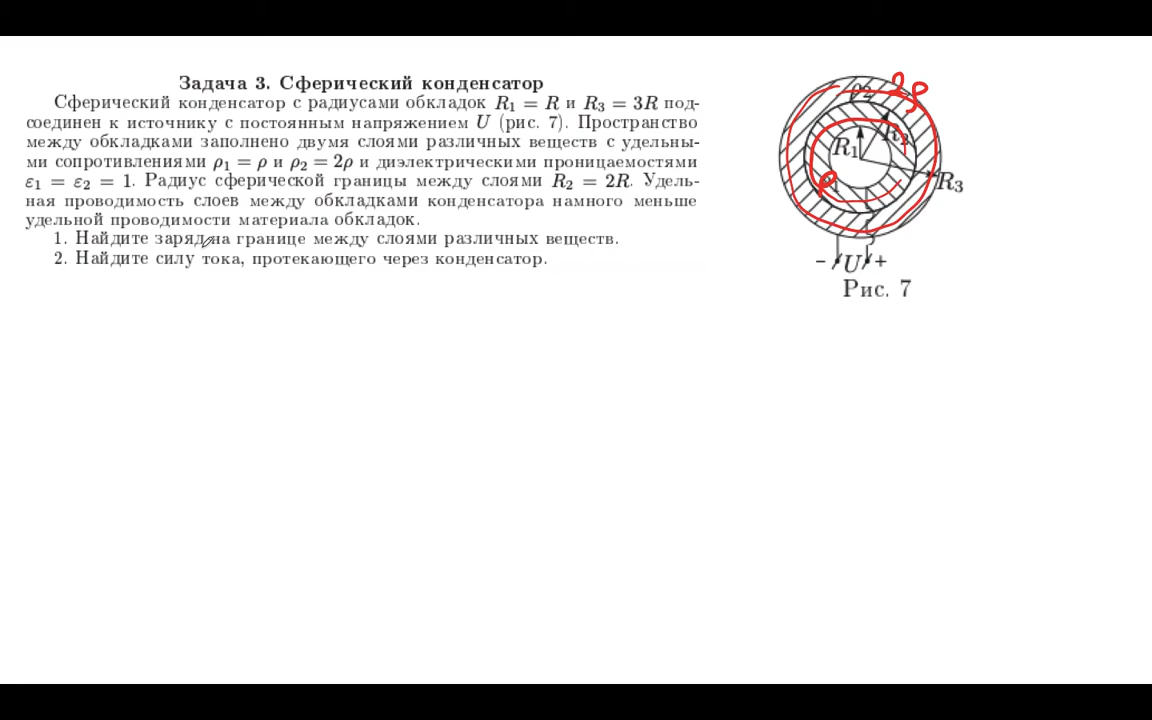 Задача 3. Сферический конденсатор
Сферический конденсатор с радиусами обкладок R₁ = R и R₃ = 3R под-
соединен к источнику с постоянным напряжением U (рис. 7). Пространство
между обкладками заполнено двумя слоями различных веществ с удельны-
ми сопротивлениями ρ₁ = ρ и ρ₂ = 2ρ и диэлектрическими проницаемостями
ε₁ = ε₂ = 1. Радиус сферической границы между слоями R₂ = 2R. Удель-
ная проводимость слоев между обкладками конденсатора намного меньше
удельной проводимости материала обкладок.
1. Найдите заряд на границе между слоями различных веществ.
2. Найдите силу тока, протекающего через конденсатор.
2ρ
ρ2
R₂
R₁
ρ
R₃
− U +
Рис. 7